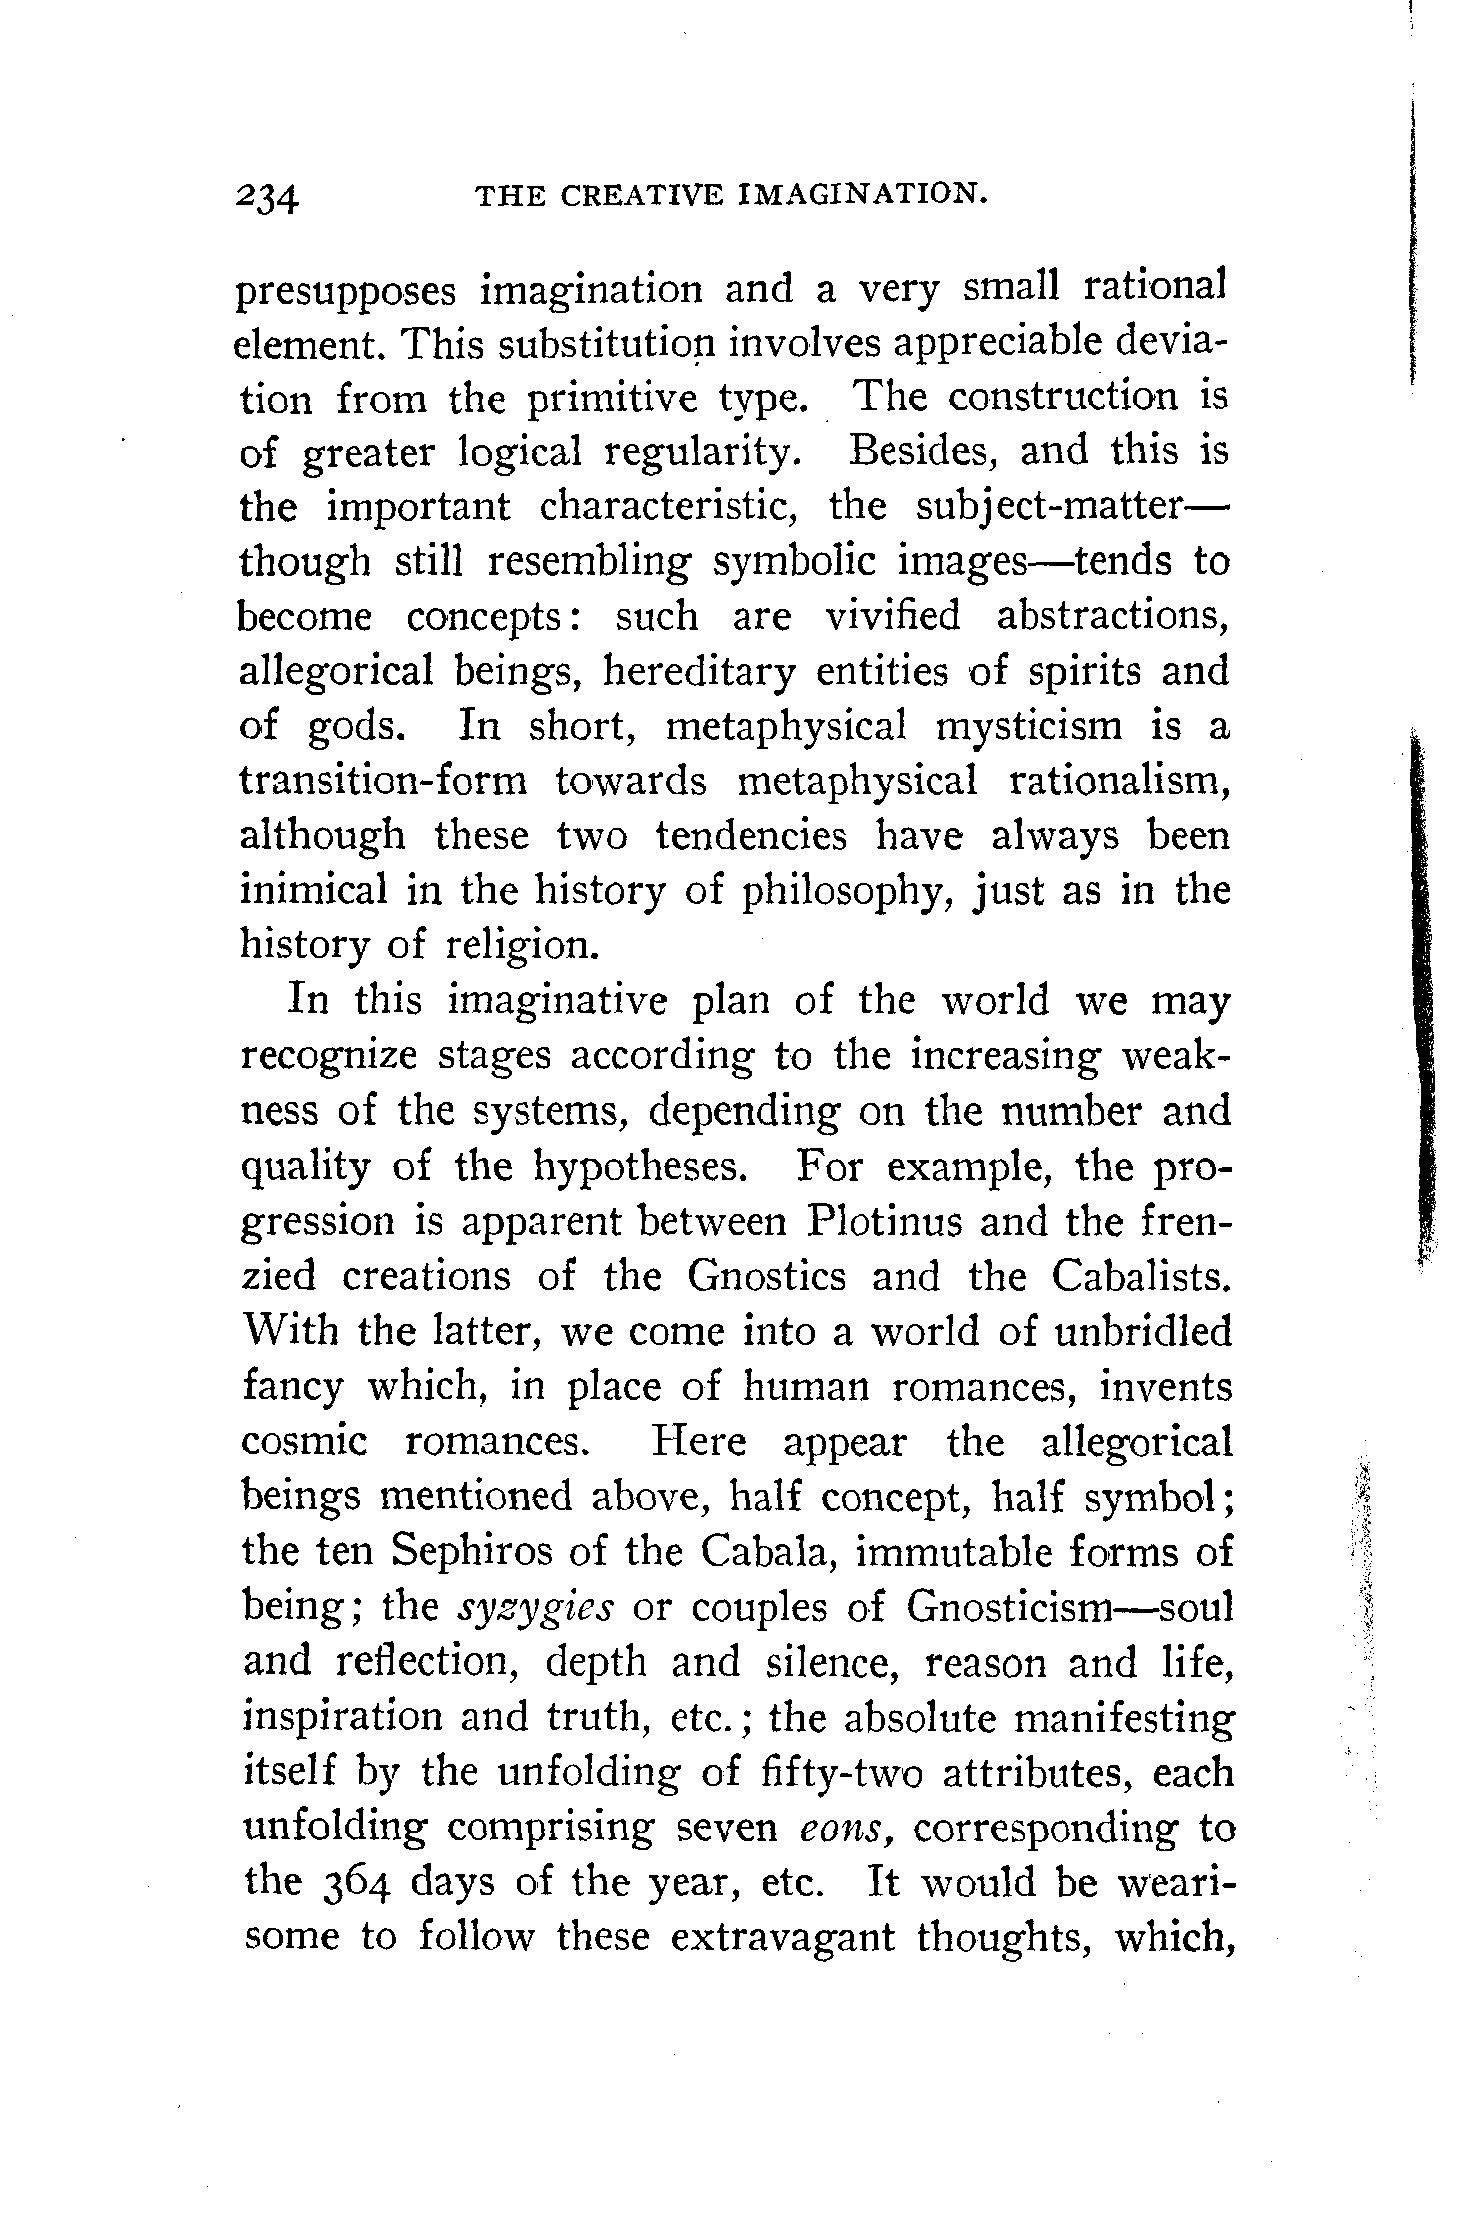 234 THE CREATIVE IMAGINATION.
presupposes imagination and a very small rational
element. This substitution involves appreciable devia-
tion from the primitive type. The construction is
of greater logical regularity. Besides, and this is
the important characteristic, the subject-matter—
though still resembling symbolic images—tends to
become concepts: such are vivified abstractions,
allegorical beings, hereditary entities of spirits and
of gods. In short, metaphysical mysticism is a
transition-form towards metaphysical rationalism,
although these two tendencies have always been
inimical in the history of philosophy, just as in the
history of religion.
In this imaginative plan of the world we may
recognize stages according to the increasing weak-
ness of the systems, depending on the number and
quality of the hypotheses. For example, the pro-
gression is apparent between Plotinus and the fren-
zied creations of the Gnostics and the Cabalists.
With the latter, we come into a world of unbridled
fancy which, in place of human romances, invents
cosmic romances. Here appear the allegorical
beings mentioned above, half concept, half symbol;
the ten Sephiros of the Cabala, immutable forms of
being; the syzygies or couples of Gnosticism—soul
and reflection, depth and silence, reason and life,
inspiration and truth, etc.; the absolute manifesting
itself by the unfolding of fifty-two attributes, each
unfolding comprising seven eons, corresponding to
the 364 days of the year, etc. It would be weari-
some to follow these extravagant thoughts, which,